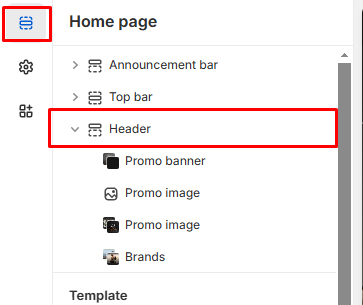 Home page
Announcement bar
Top bar
Header
Promo banner
Promo image
Promo image
Brands
Template